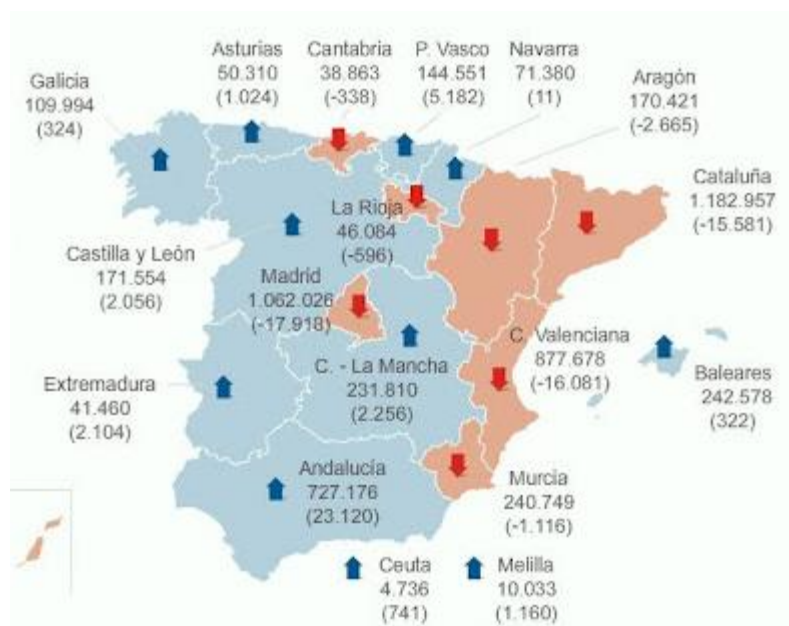 Asturias
50.310
(1.024)
Cantabria
38.863
(-338)
P. Vasco
144.551
(5.182)
Navarra
71.380
(11)
Galicia
109.994
(324)
Aragón
170.421
(-2.665)
Cataluña
1.182.957
(-15.581)
La Rioja
46.084
(-596)
Castilla y León
171.554
(2.056)
Madrid
1.062.026
(-17.918)
C. Valenciana
877.678
(-16.081)
C. - La Mancha
231.810
(2.256)
Baleares
242.578
(322)
Extremadura
41.460
(2.104)
Andalucía
727.176
(23.120)
Murcia
240.749
(-1.116)
Ceuta
4.736
(741)
Melilla
10.033
(1.160)